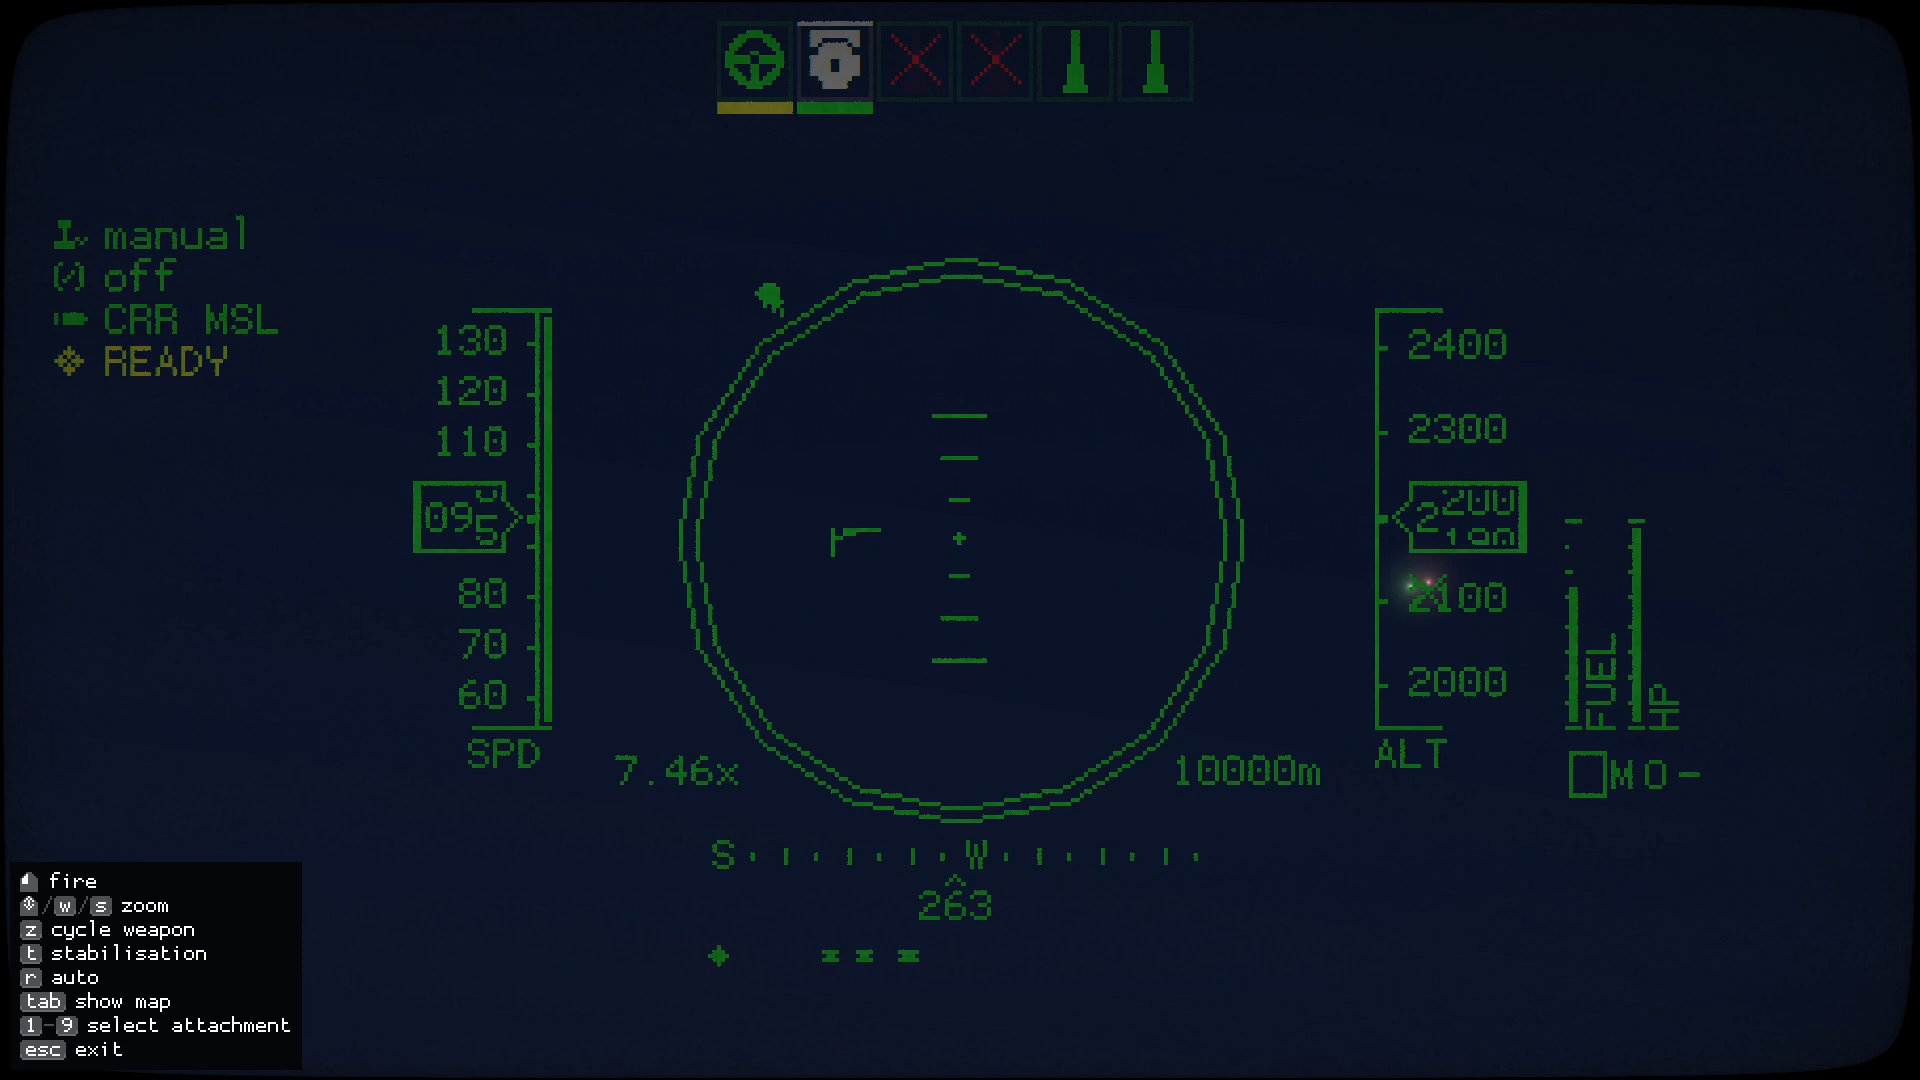 manual
off
CRR MSL
READY
130
120
110
095
80
70
60
SPD
2400
2300
2200
190
2100
2000
ALT
FUEL
HP
MO-
7.46x
10000m
S W
263
fire
/w/s zoom
z cycle weapon
t stabilisation
r auto
tab show map
1-9 select attachment
esc exit